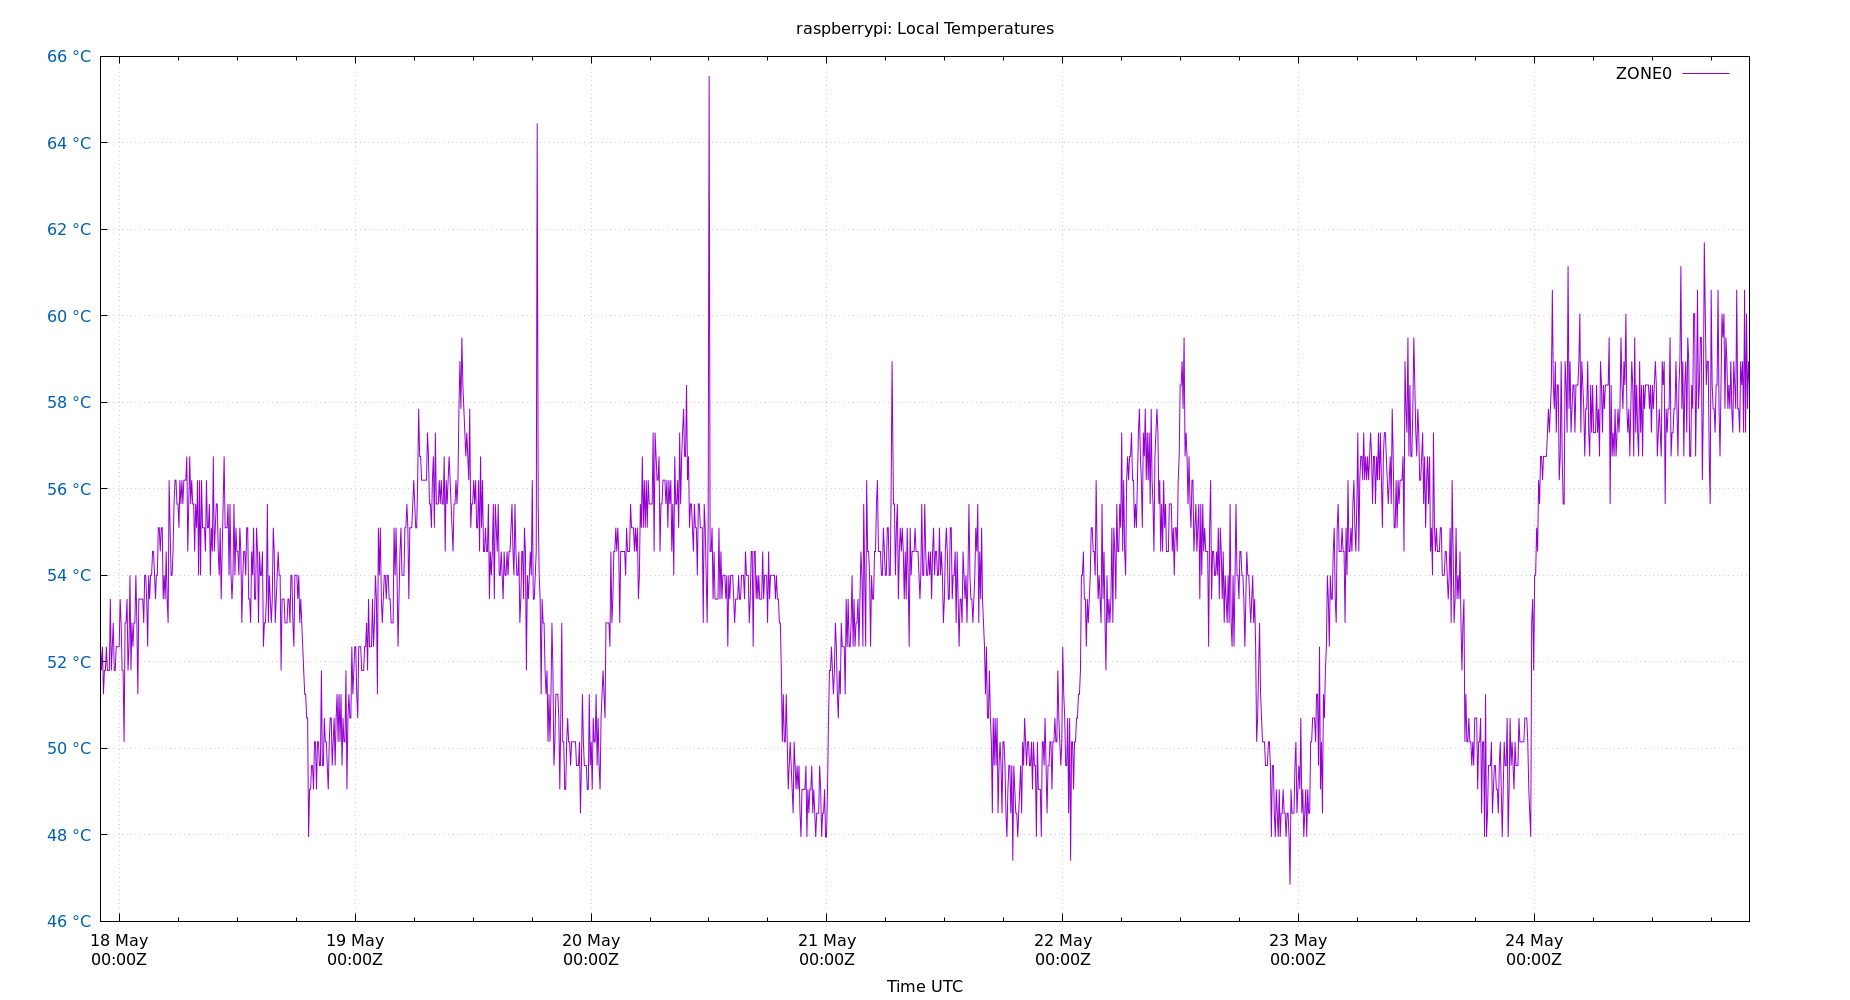 raspberrypi: Local Temperatures
66 °C
ZONE0
64 °C
62 °C
60 °C
58 °C
56 °C
54 °C
52 °C
50 °C
48 °C
46 °C
18 May 19 May 20 May 21 May 22 May 23 May 24 May
00:00Z 00:00Z 00:00Z 00:00Z 00:00Z 00:00Z 00:00Z
Time UTC